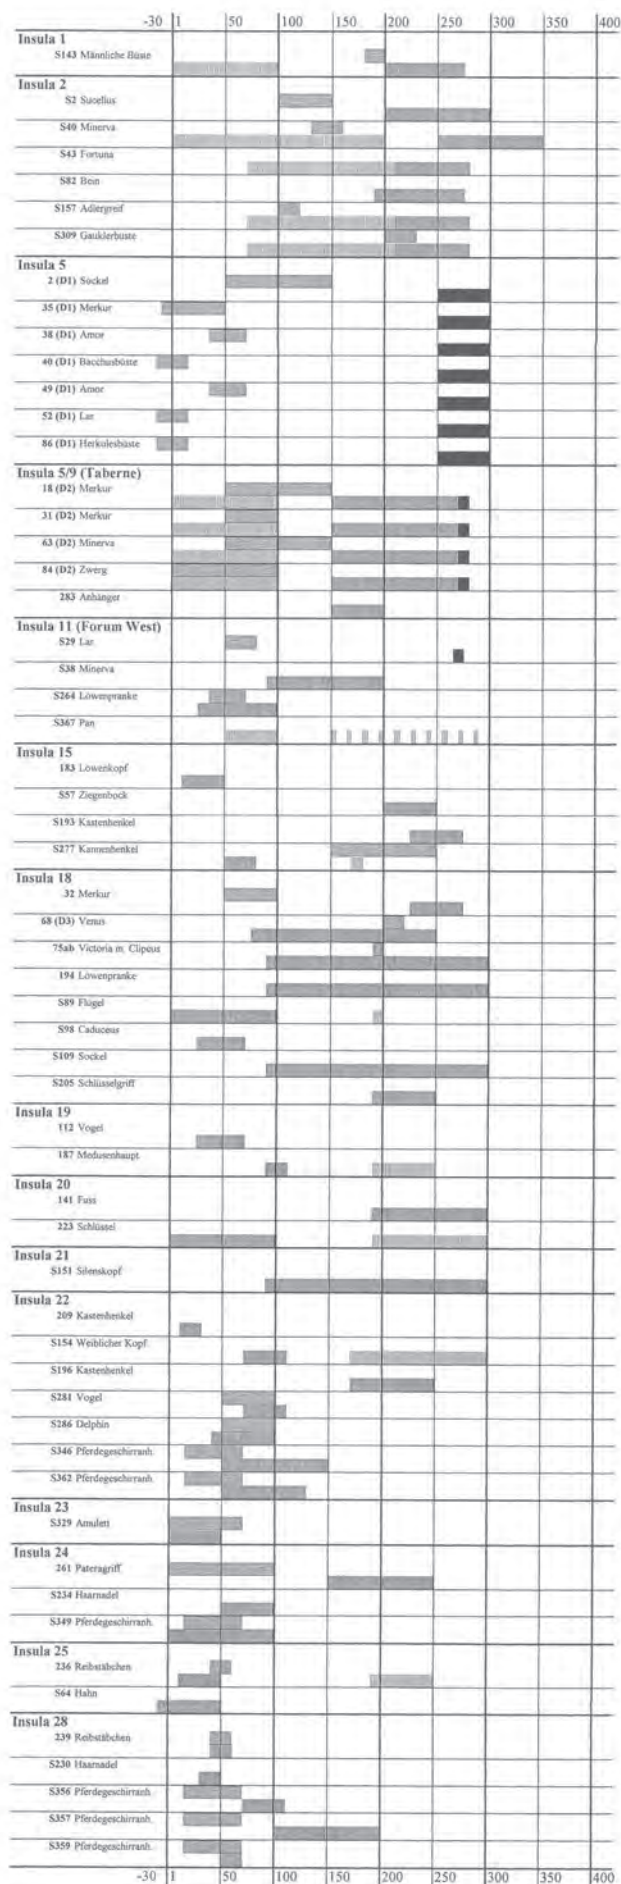 -30 1 50 100 150 200 250 300 350 400
Insula 1
S143 Männliche Büste
Insula 2
S2 Sucellus
S40 Minerva
S43 Fortuna
S82 Bein
S157 Adlergreif
S309 Gauklerbüste
Insula 5
2 (D1) Sockel
35 (D1) Merkur
38 (D1) Amor
40 (D1) Bacchusbüste
49 (D1) Amor
52 (D1) Lar
86 (D1) Herkulesbüste
Insula 5/9 (Taberne)
18 (D2) Merkur
31 (D2) Merkur
63 (D2) Minerva
84 (D2) Zwerg
283 Anhänger
Insula 11 (Forum West)
S29 Lar
S38 Minerva
S264 Löwenpranke
S367 Pan
Insula 15
183 Löwenkopf
S57 Ziegenbock
S193 Kastenhenkel
S277 Kannenhenkel
Insula 18
32 Merkur
68 (D3) Venus
75ab Victoria m. Clipeus
194 Löwenpranke
S89 Flügel
S98 Caduceus
S109 Sockel
S205 Schlüsselgriff
Insula 19
112 Vogel
187 Medusenhaupt
Insula 20
141 Fuss
223 Schlüssel
Insula 21
S151 Silenskopf
Insula 22
209 Kastenhenkel
S154 Weiblicher Kopf
S196 Kastenhenkel
S281 Vogel
S286 Delphin
S346 Pferdegeschirranh.
S362 Pferdegeschirranh.
Insula 23
S329 Amulett
Insula 24
261 Pateragriff
S234 Haarnadel
S349 Pferdegeschirranh.
Insula 25
236 Reibstäbchen
S64 Hahn
Insula 28
239 Reibstäbchen
S230 Haarnadel
S356 Pferdegeschirranh.
S357 Pferdegeschirranh.
S359 Pferdegeschirranh.
-30 1 50 100 150 200 250 300 350 400